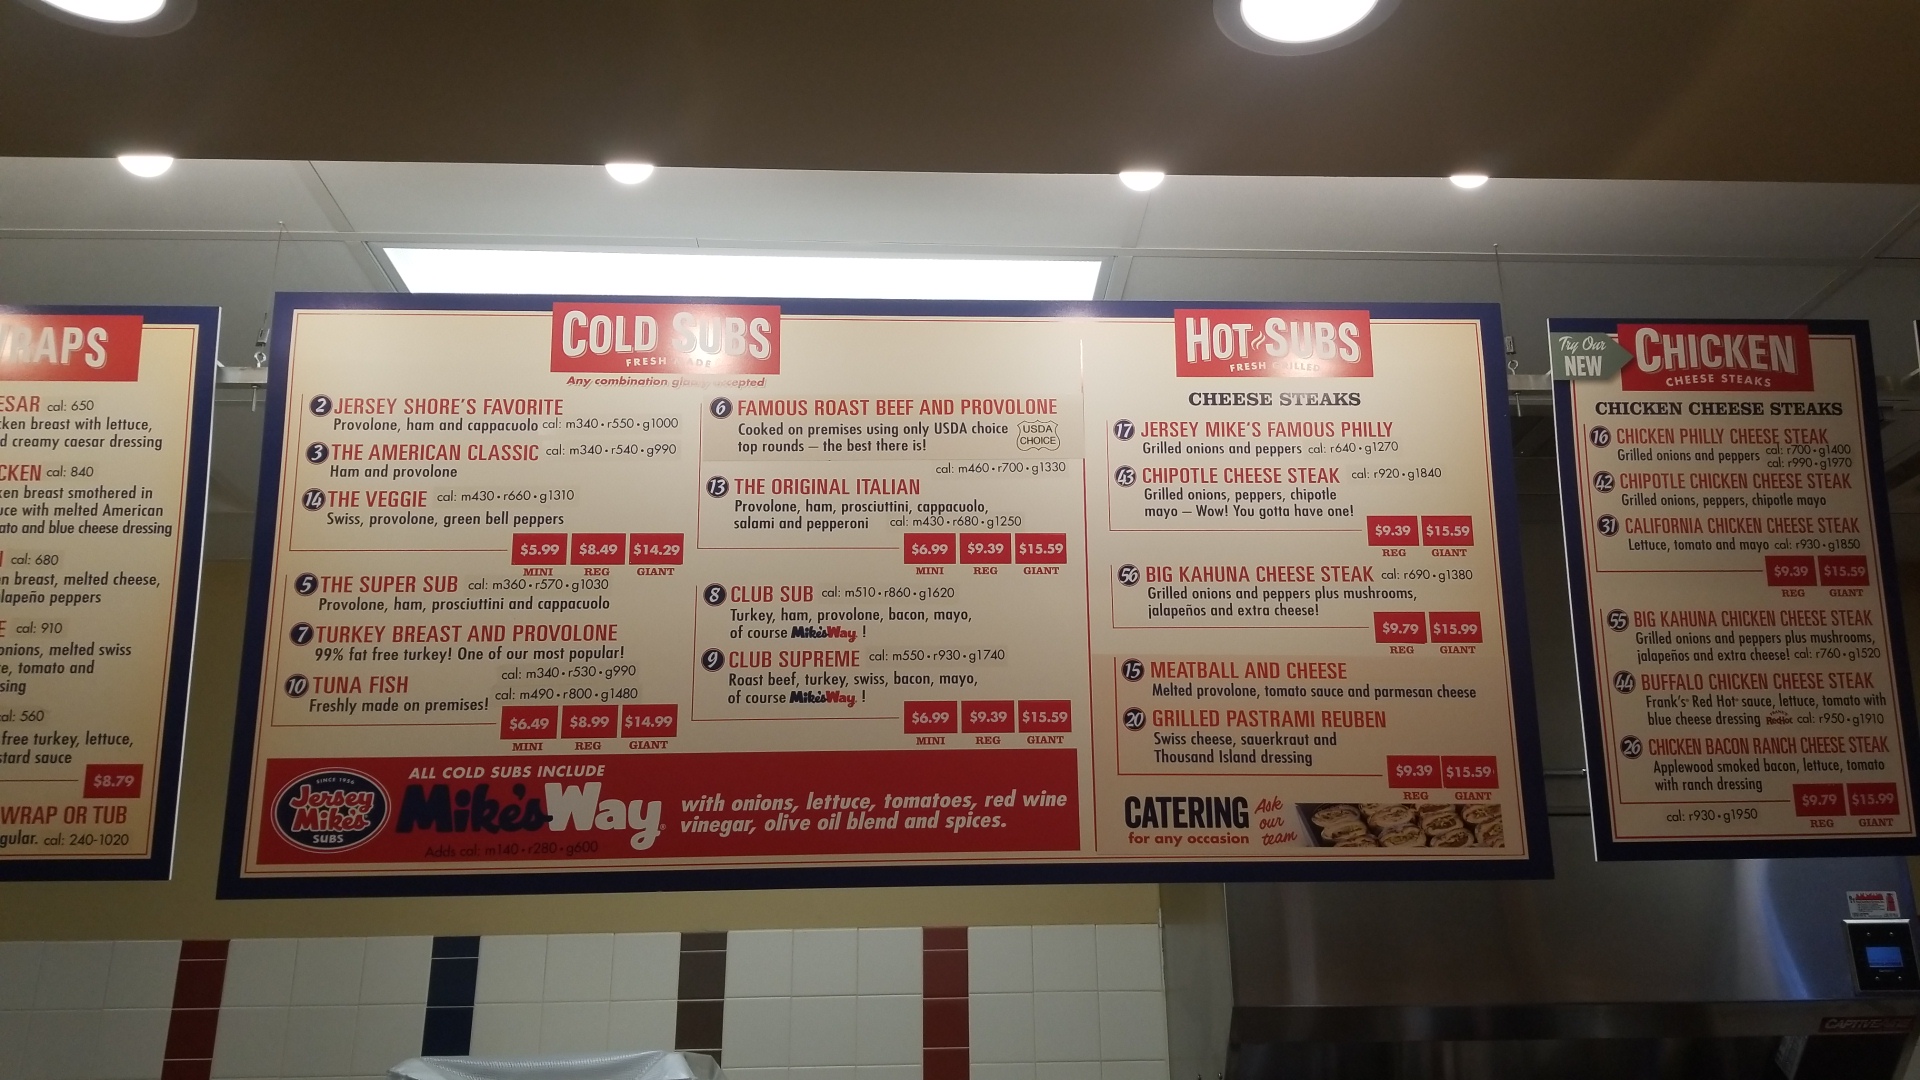 RAPS
ESAR cal: 650
cken breast with lettuce,
d creamy caesar dressing
CKEN cal: 840
ken breast smothered in
uce with melted American
ato and blue cheese dressing
cal: 680
n breast, melted cheese,
lapeño peppers
E cal: 910
onions, melted swiss
e, tomato and
sing
al: 560
free turkey, lettuce,
stard sauce
$8.79
WRAP OR TUB
gular. cal: 240-1020
COLD SUBS
FRESH
Any combination accepted
2 JERSEY SHORE'S FAVORITE
Provolone, ham and cappacuolo cal: m340•r550•g1000
3 THE AMERICAN CLASSIC cal: m340•r540•g990
Ham and provolone
14 THE VEGGIE cal: m430•r660•g1310
Swiss, provolone, green bell peppers
$5.99 $8.49 $14.29
MINI REG GIANT
5 THE SUPER SUB cal: m360•r570•g1030
Provolone, ham, prosciuttini and cappacuolo
7 TURKEY BREAST AND PROVOLONE
99% fat free turkey! One of our most popular!
cal: m340•r530•g990
10 TUNA FISH
Freshly made on premises! cal: m490•r800•g1480
$6.49 $8.99 $14.99
MINI REG GIANT
6 FAMOUS ROAST BEEF AND PROVOLONE
Cooked on premises using only USDA choice
top rounds – the best there is!
USDA
CHOICE
cal: m460•r700•g1330
13 THE ORIGINAL ITALIAN
Provolone, ham, prosciuttini, cappacuolo,
salami and pepperoni cal: m430•r680•g1250
$6.99 $9.39 $15.59
MINI REG GIANT
8 CLUB SUB cal: m510•r860•g1620
Turkey, ham, provolone, bacon, mayo,
of course Mike's Way !
9 CLUB SUPREME cal: m550•r930•g1740
Roast beef, turkey, swiss, bacon, mayo,
of course Mike's Way !
$6.99 $9.39 $15.59
MINI REG GIANT
SINCE 1956
Jersey
Mike's
SUBS
ALL COLD SUBS INCLUDE
Mike's Way®
Adds cal: m140•r280•g600
with onions, lettuce, tomatoes, red wine
vinegar, olive oil blend and spices.
HOT SUBS
FRESH GRILLED
CHEESE STEAKS
17 JERSEY MIKE'S FAMOUS PHILLY
Grilled onions and peppers cal: r640•g1270
43 CHIPOTLE CHEESE STEAK cal: r920•g1840
Grilled onions, peppers, chipotle
mayo – Wow! You gotta have one!
$9.39 $15.59
REG GIANT
56 BIG KAHUNA CHEESE STEAK cal: r690•g1380
Grilled onions and peppers plus mushrooms,
jalapeños and extra cheese!
$9.79 $15.99
REG GIANT
15 MEATBALL AND CHEESE
Melted provolone, tomato sauce and parmesan cheese
20 GRILLED PASTRAMI REUBEN
Swiss cheese, sauerkraut and
Thousand Island dressing
$9.39 $15.59
REG GIANT
CATERING
for any occasion
Ask
our
team
Try Our
NEW
CHICKEN
CHEESE STEAKS
CHICKEN CHEESE STEAKS
16 CHICKEN PHILLY CHEESE STEAK
Grilled onions and peppers cal: r700•g1400
cal: r990•g1970
42 CHIPOTLE CHICKEN CHEESE STEAK
Grilled onions, peppers, chipotle mayo
31 CALIFORNIA CHICKEN CHEESE STEAK
Lettuce, tomato and mayo cal: r930•g1850
$9.39 $15.59
REG GIANT
55 BIG KAHUNA CHICKEN CHEESE STEAK
Grilled onions and peppers plus mushrooms,
jalapeños and extra cheese! cal: r760•g1520
44 BUFFALO CHICKEN CHEESE STEAK
Frank's® Red Hot® sauce, lettuce, tomato with
blue cheese dressing RedHot cal: r950•g1910
26 CHICKEN BACON RANCH CHEESE STEAK
Applewood smoked bacon, lettuce, tomato
with ranch dressing
cal: r930•g1950
$9.79 $15.99
REG GIANT